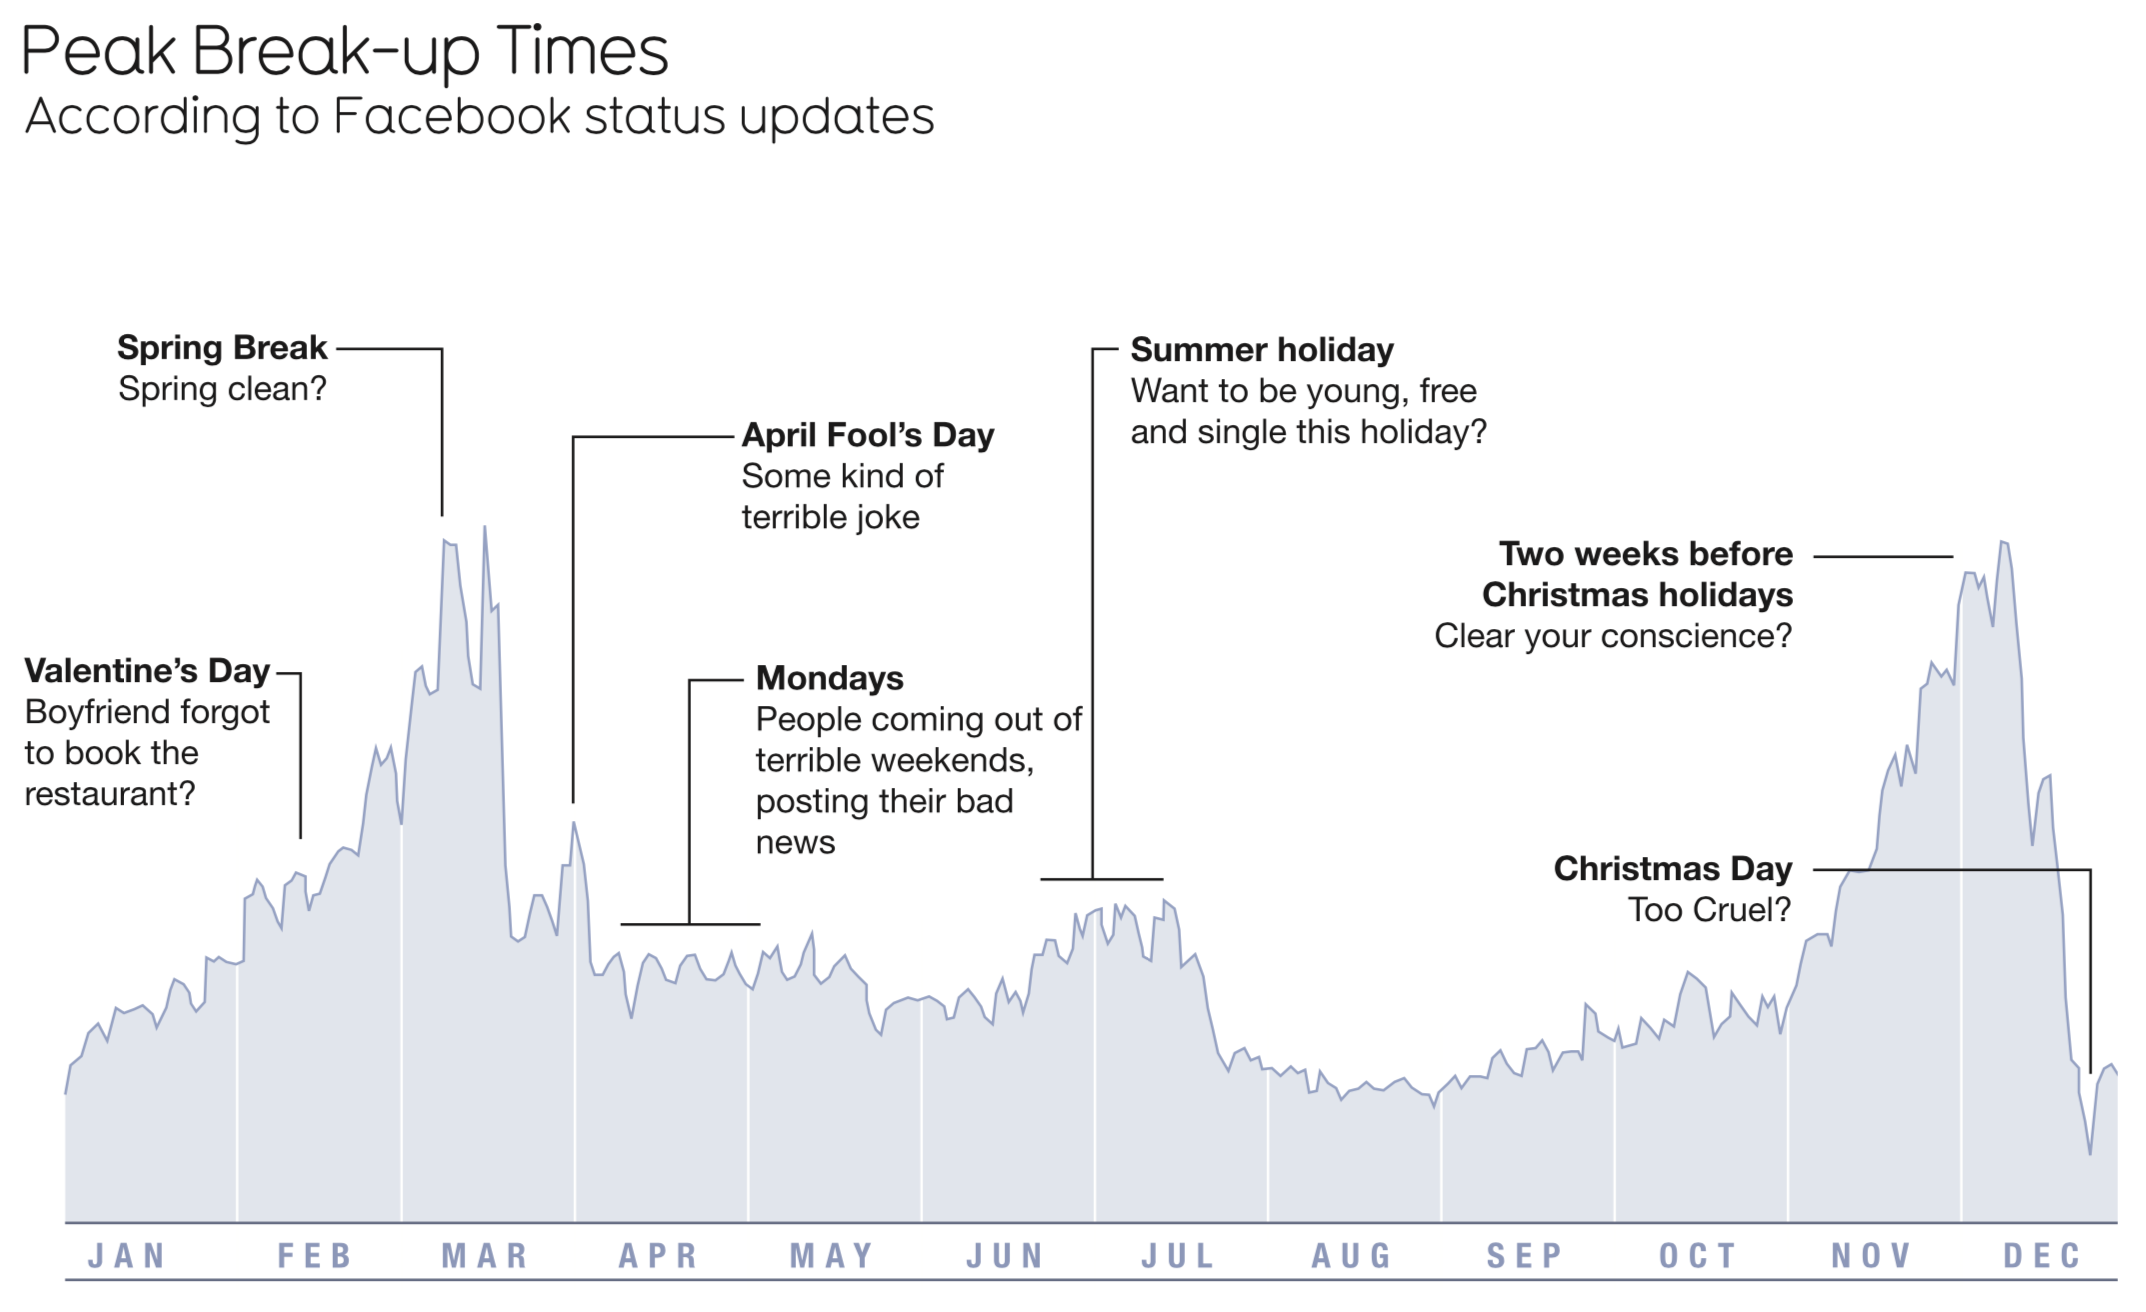 Peak Break-up Times
According to Facebook status updates
Spring Break
Spring clean?
Summer holiday
Want to be young, free
and single this holiday?
April Fool's Day
Some kind of
terrible joke
Two weeks before
Christmas holidays
Clear your conscience?
Valentine's Day
Boyfriend forgot
to book the
restaurant?
Mondays
People coming out of
terrible weekends,
posting their bad
news
Christmas Day
Too Cruel?
JAN FEB MAR APR MAY JUN JUL AUG SEP OCT NOV DEC